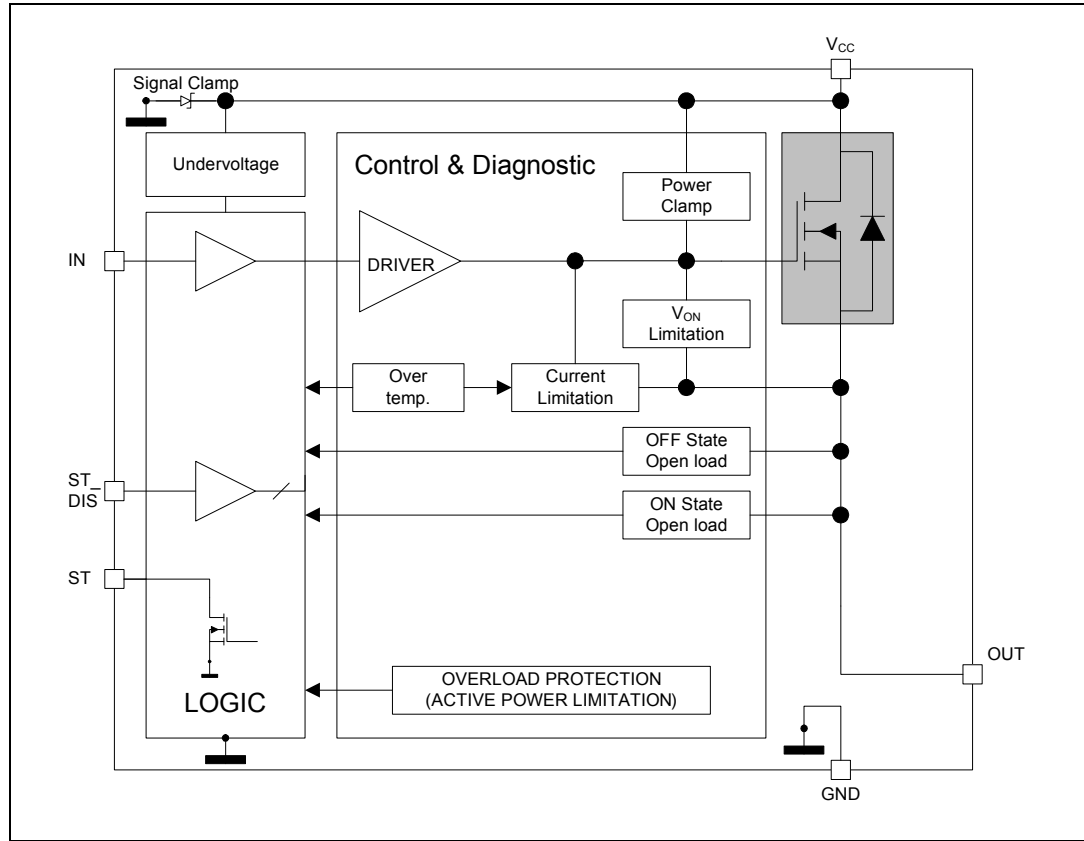 VCC
Signal Clamp
Undervoltage
Control & Diagnostic
Power
Clamp
IN
DRIVER
VON
Limitation
Over
temp.
Current
Limitation
OFF State
Open load
ST_
DIS
ON State
Open load
ST
OUT
OVERLOAD PROTECTION
(ACTIVE POWER LIMITATION)
LOGIC
GND